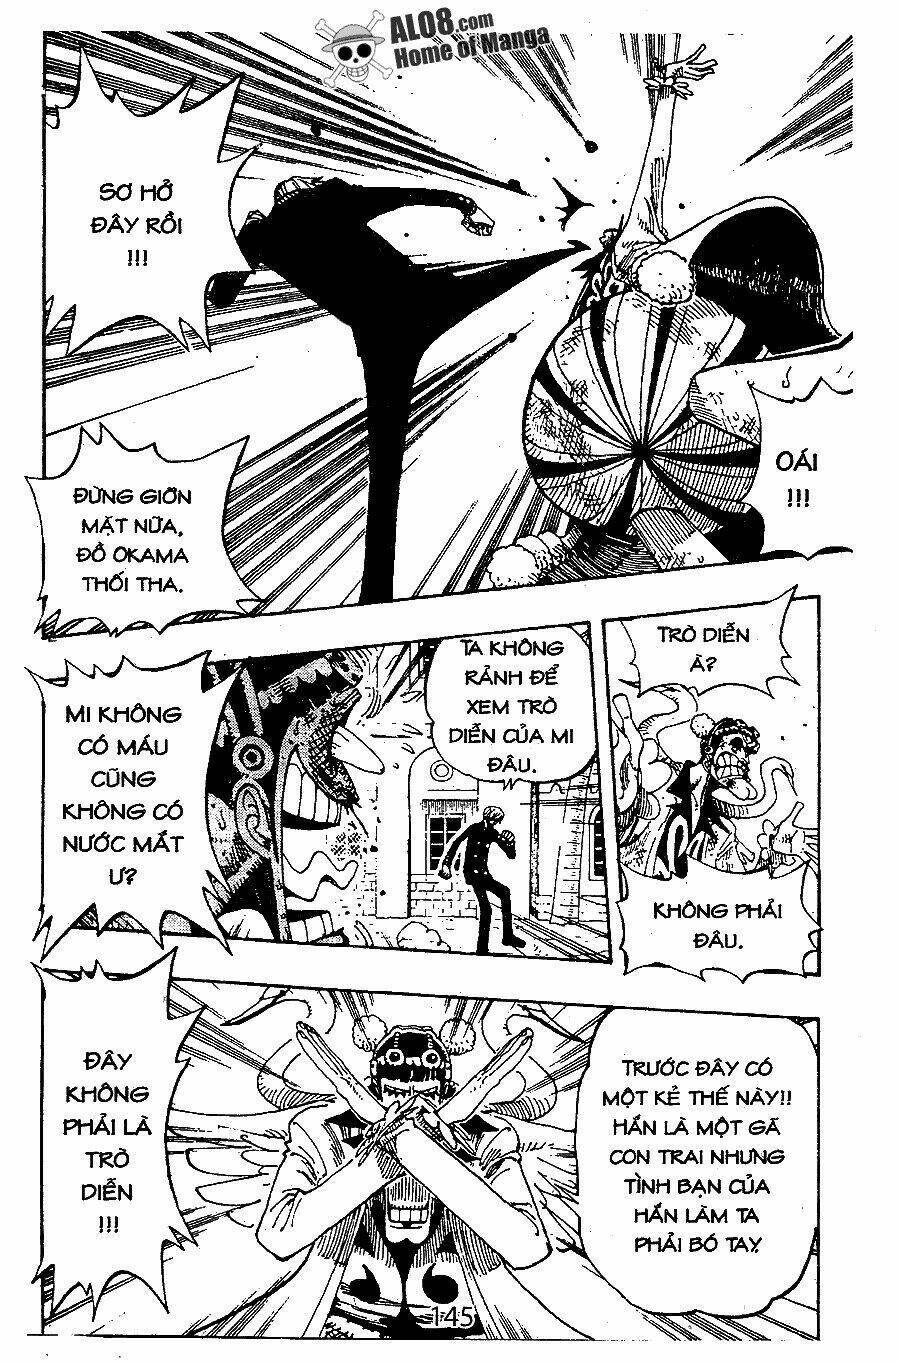 ALO8.com
Home of Manga
SƠ HỞ
ĐÂY RỒI
!!!
OÁI
!!!
ĐỪNG GIỠN
MẶT NỮA,
ĐỒ OKAMA
THỐI THA.
TRÒ DIỄN
À?
KHÔNG PHẢI
ĐÂU.
TA KHÔNG
RẢNH ĐỂ
XEM TRÒ
DIỄN CỦA MI
ĐÂU.
MI KHÔNG
CÓ MÁU
CŨNG
KHÔNG CÓ
NƯỚC MẮT
Ư?
TRƯỚC ĐÂY CÓ
MỘT KẺ THẾ NÀY!!
HẮN LÀ MỘT GÃ
CON TRAI NHƯNG
TÌNH BẠN CỦA
HẮN LÀM TA
PHẢI BÓ TAY.
ĐÂY
KHÔNG
PHẢI LÀ
TRÒ
DIỄN
!!!
145